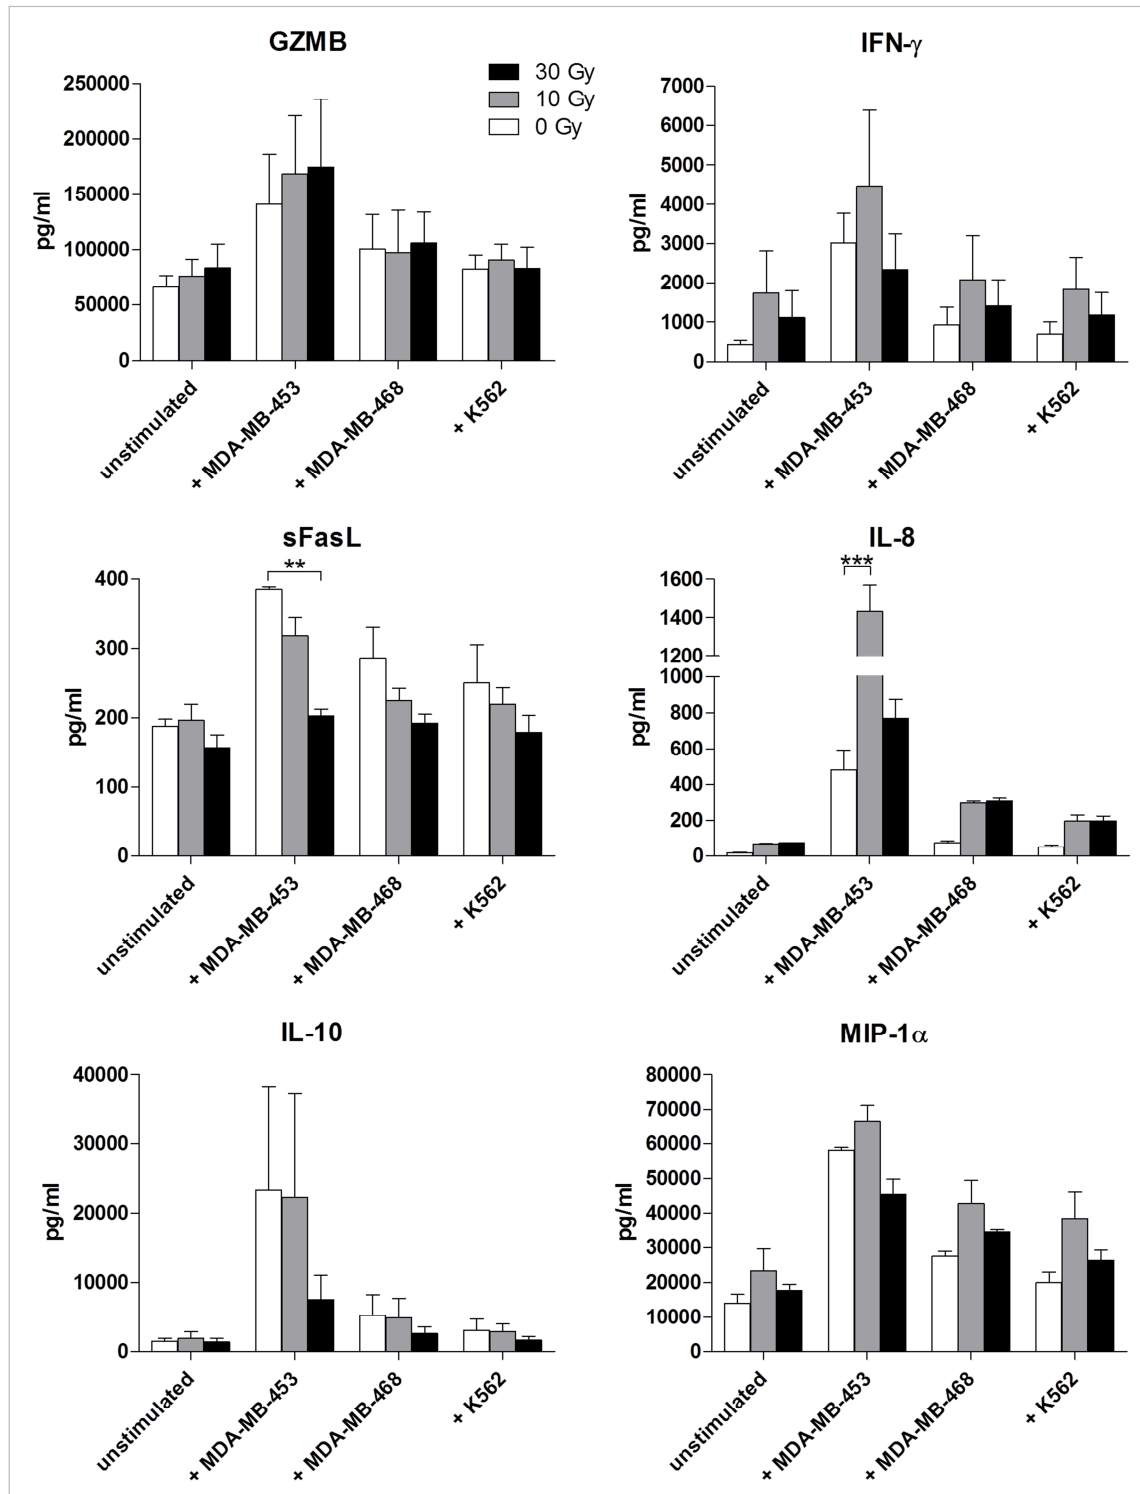 GZMB
250000
200000
150000
100000
50000
0
pg/ml
30 Gy
10 Gy
0 Gy
unstimulated
+ MDA-MB-453
+ MDA-MB-468
+ K562
IFN-γ
7000
6000
5000
4000
3000
2000
1000
0
pg/ml
unstimulated
+ MDA-MB-453
+ MDA-MB-468
+ K562
sFasL
**
400
300
200
100
0
pg/ml
unstimulated
+ MDA-MB-453
+ MDA-MB-468
+ K562
IL-8
***
1600
1400
1200
1000
800
600
400
200
0
pg/ml
unstimulated
+ MDA-MB-453
+ MDA-MB-468
+ K562
IL-10
40000
30000
20000
10000
0
pg/ml
unstimulated
+ MDA-MB-453
+ MDA-MB-468
+ K562
MIP-1α
80000
70000
60000
50000
40000
30000
20000
10000
0
pg/ml
unstimulated
+ MDA-MB-453
+ MDA-MB-468
+ K562